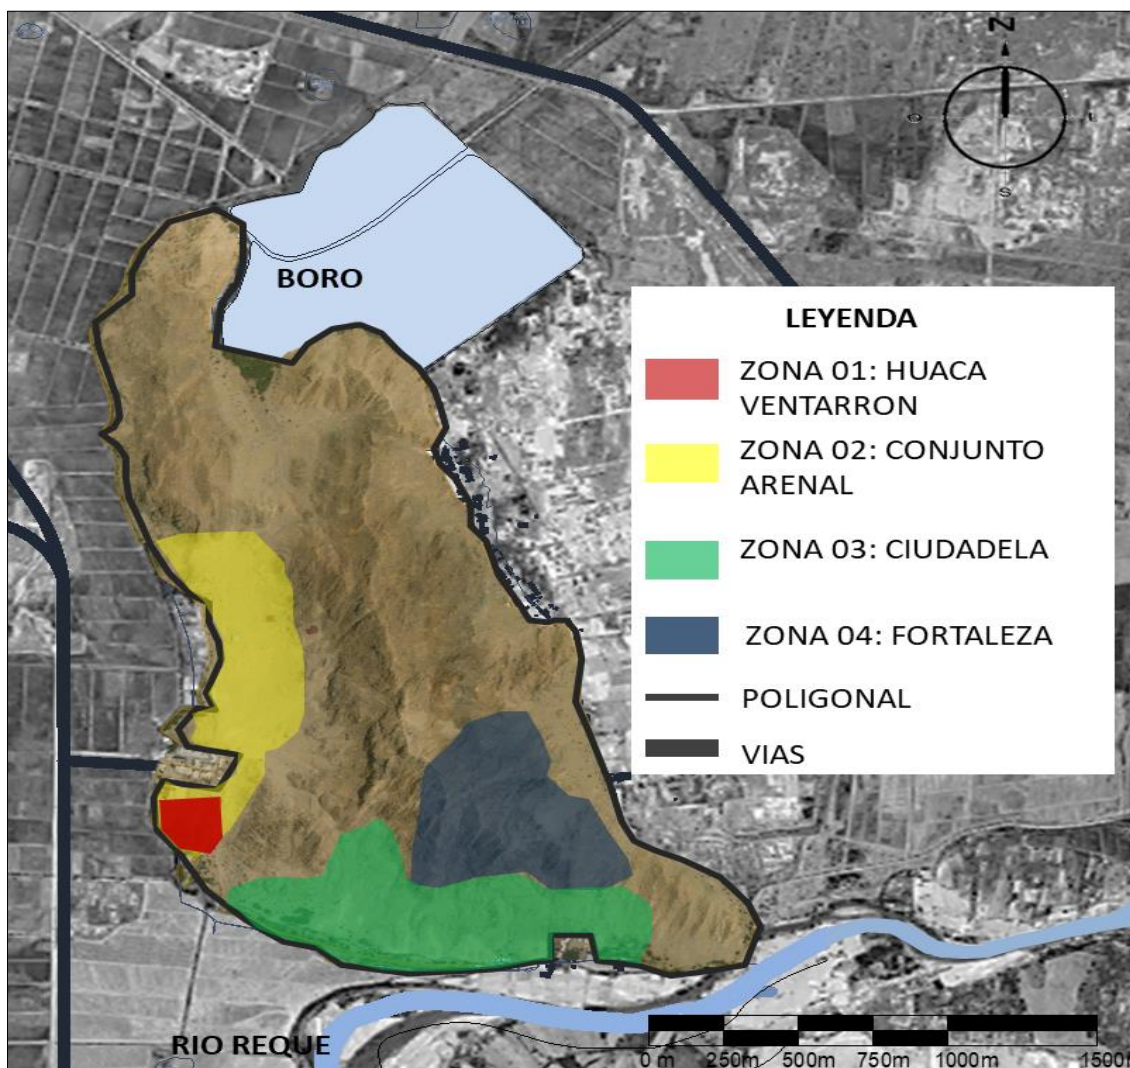 N
S
BORO
LEYENDA
ZONA 01: HUACA
VENTARRON
ZONA 02: CONJUNTO
ARENAL
ZONA 03: CIUDADELA
ZONA 04: FORTALEZA
POLIGONAL
VIAS
RIO REQUE
0 m 250m 500m 750m 1000m